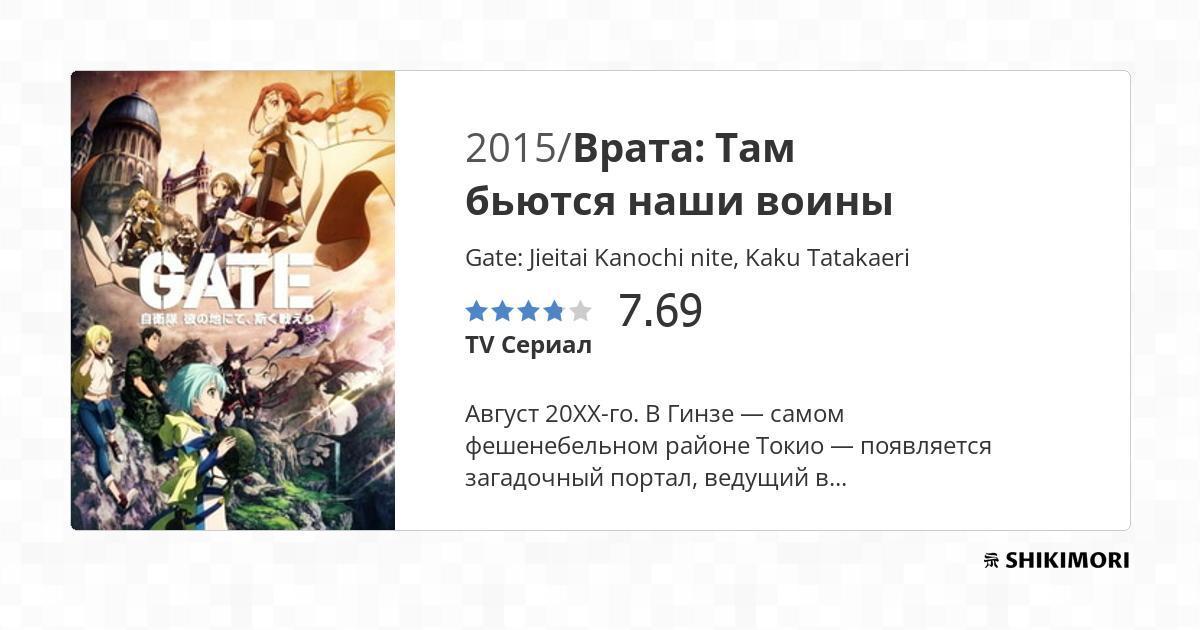 2015/Врата: Там
бьются наши воины
Gate: Jieitai Kanochi nite, Kaku Tatakaeri
7.69
TV Сериал
Август 20XX-го. В Гинзе — самом
фешенебельном районе Токио — появляется
загадочный портал, ведущий в...
GATE
自衛隊 彼の地にて、斯く戦えり
SHIKIMORI